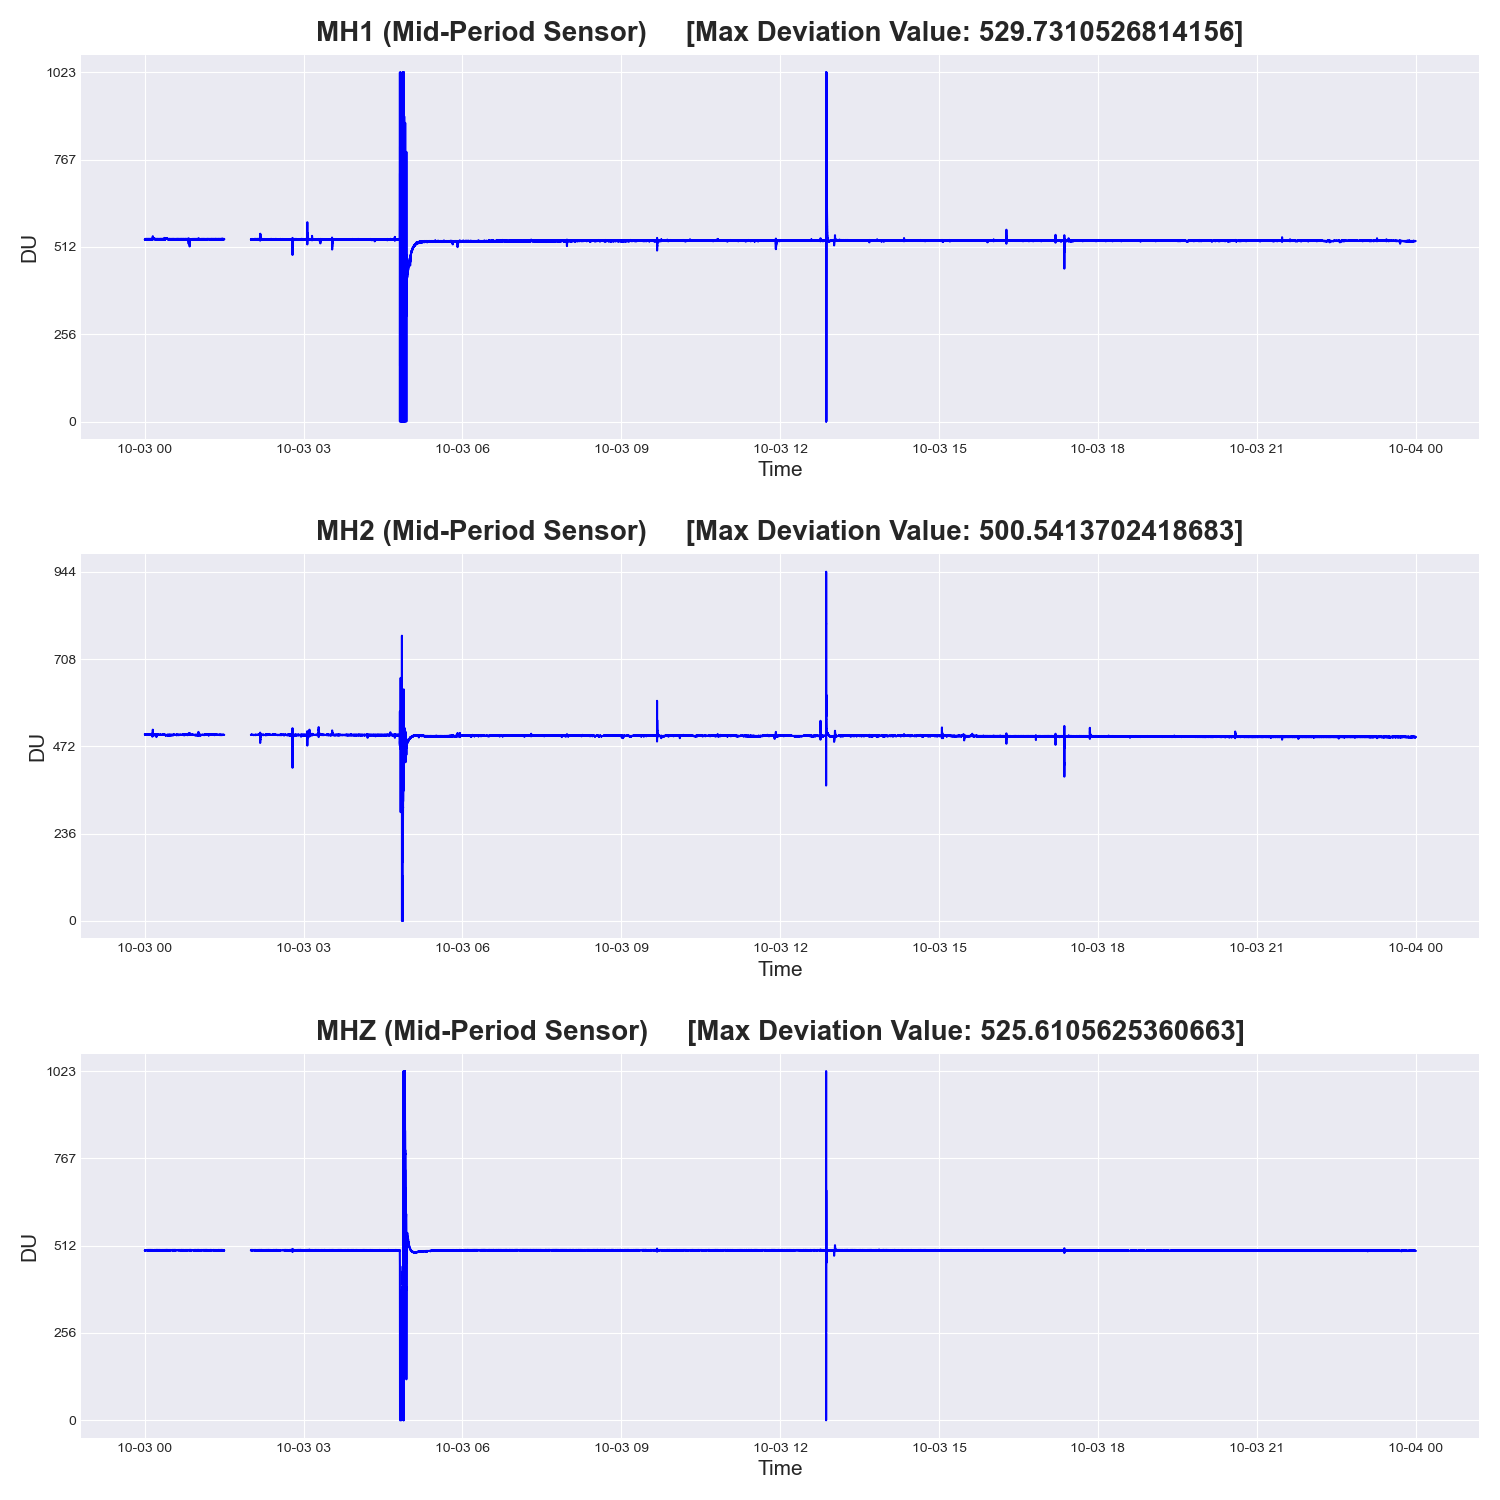 MH1 (Mid-Period Sensor) [Max Deviation Value: 529.7310526814156]
1023
767
512
256
0
DU
10-03 00 10-03 03 10-03 06 10-03 09 10-03 12 10-03 15 10-03 18 10-03 21 10-04 00
Time
MH2 (Mid-Period Sensor) [Max Deviation Value: 500.5413702418683]
944
708
472
236
0
DU
10-03 00 10-03 03 10-03 06 10-03 09 10-03 12 10-03 15 10-03 18 10-03 21 10-04 00
Time
MHZ (Mid-Period Sensor) [Max Deviation Value: 525.6105625360663]
1023
767
512
256
0
DU
10-03 00 10-03 03 10-03 06 10-03 09 10-03 12 10-03 15 10-03 18 10-03 21 10-04 00
Time